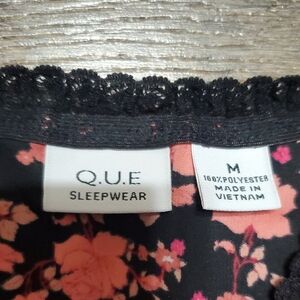 Q.U.E
SLEEPWEAR
M
100%POLYESTER
MADE IN
VIETNAM